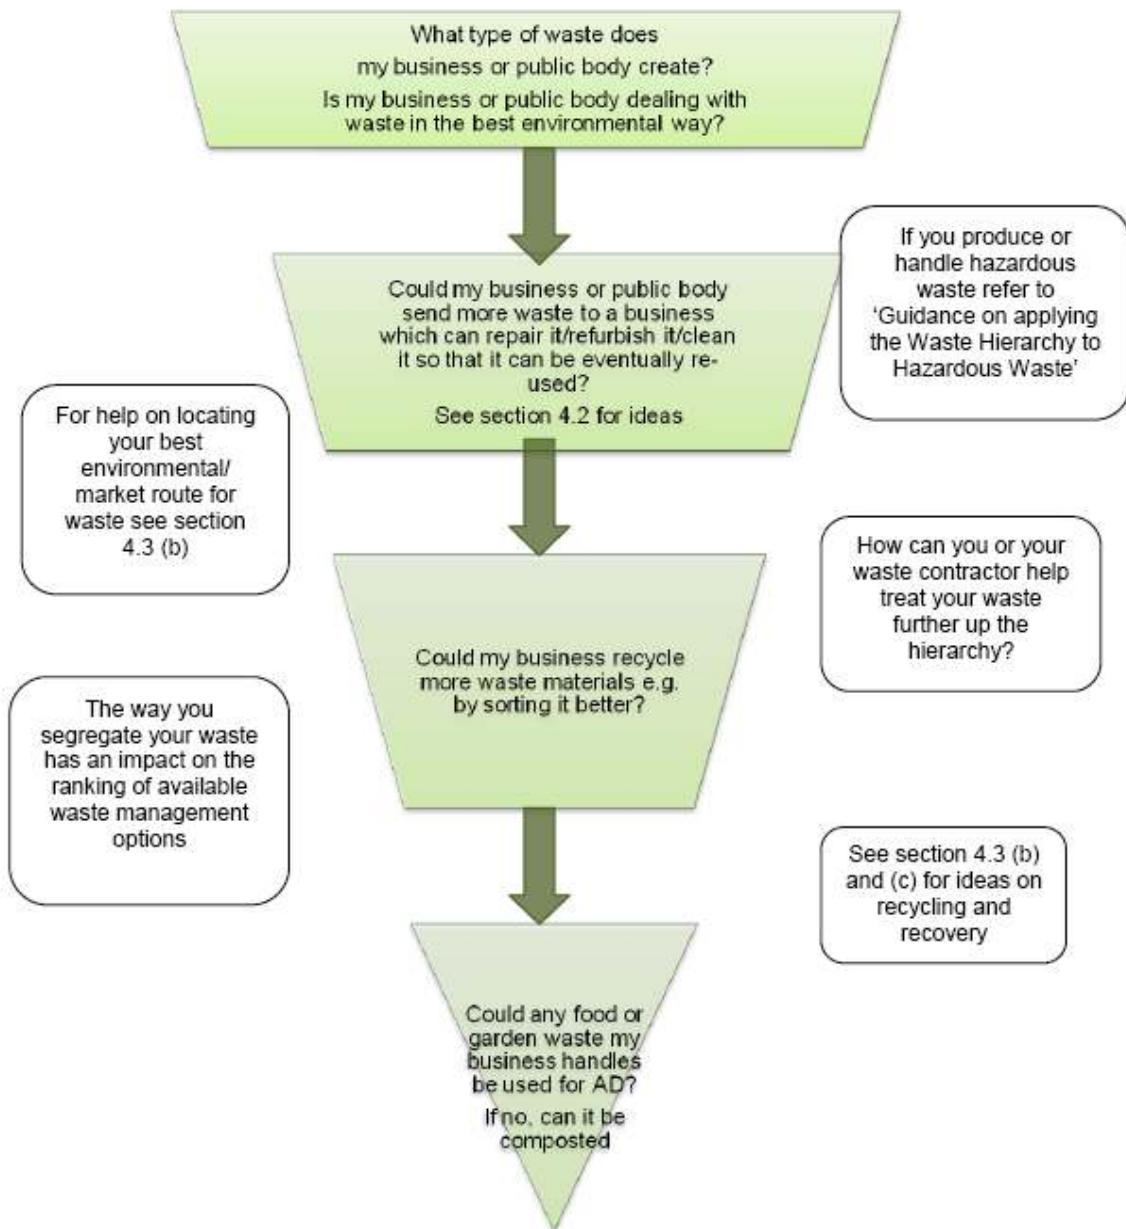 What type of waste does
my business or public body create?
Is my business or public body dealing with
waste in the best environmental way?
If you produce or
handle hazardous
waste refer to
‘Guidance on applying
the Waste Hierarchy to
Hazardous Waste’
Could my business or public body
send more waste to a business
which can repair it/refurbish it/clean
it so that it can be eventually re-
used?
See section 4.2 for ideas
For help on locating
your best
environmental/
market route for
waste see section
4.3 (b)
How can you or your
waste contractor help
treat your waste
further up the
hierarchy?
Could my business recycle
more waste materials e.g.
by sorting it better?
The way you
segregate your waste
has an impact on the
ranking of available
waste management
options
See section 4.3 (b)
and (c) for ideas on
recycling and
recovery
Could any food or
garden waste my
business handles
be used for AD?
If no, can it be
composted